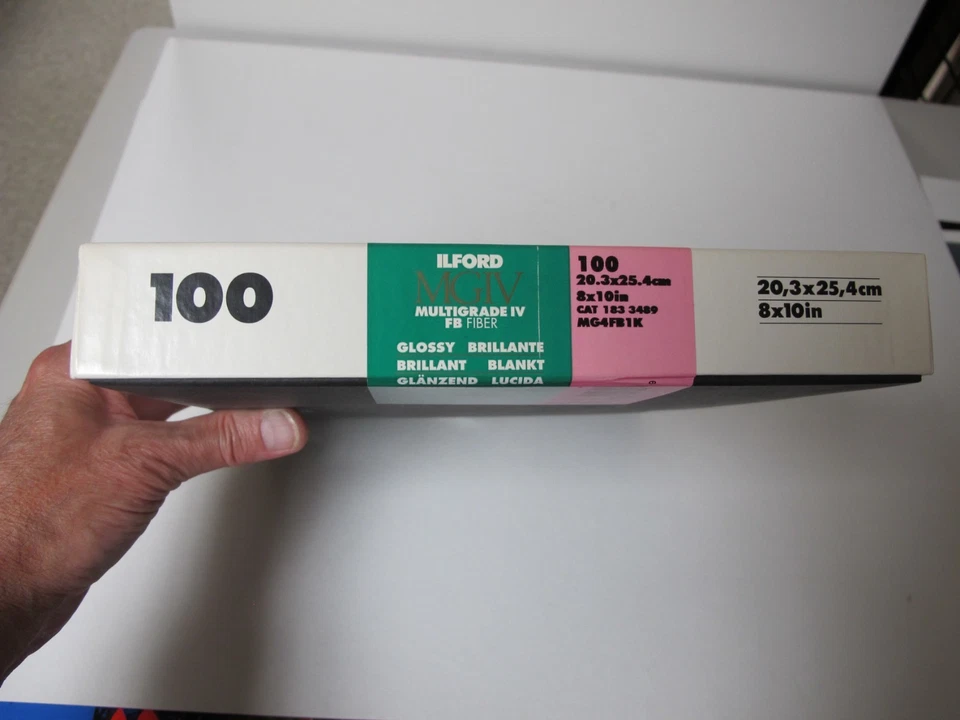 100
ILFORD
MGIV
MULTIGRADE IV
FB FIBER
GLOSSY BRILLANTE
BRILLANT BLANKT
GLÄNZEND LUCIDA
100
20.3x25.4cm
8x10in
CAT 183 3489
MG4FB1K
20,3x25,4cm
8x10in